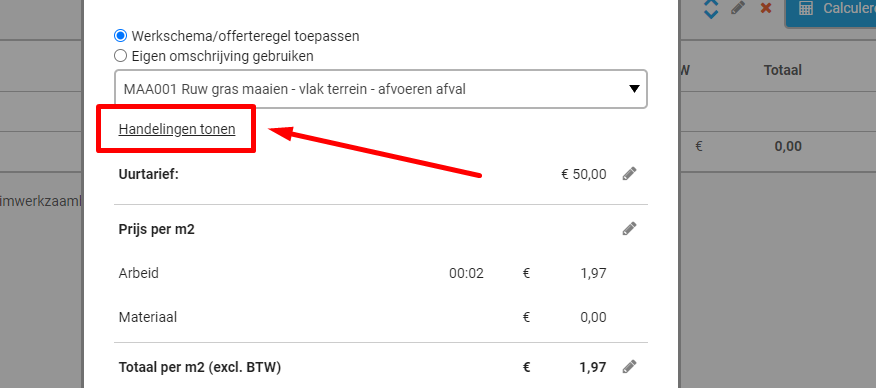 Calculere
Werkschema/offerteregel toepassen
Eigen omschrijving gebruiken
W Totaal
MAA001 Ruw gras maaien - vlak terrein - afvoeren afval
Handelingen tonen
€ 0,00
Uurtarief: € 50,00
imwerkzaaml
Prijs per m2
Arbeid 00:02 € 1,97
Materiaal € 0,00
Totaal per m2 (excl. BTW) € 1,97